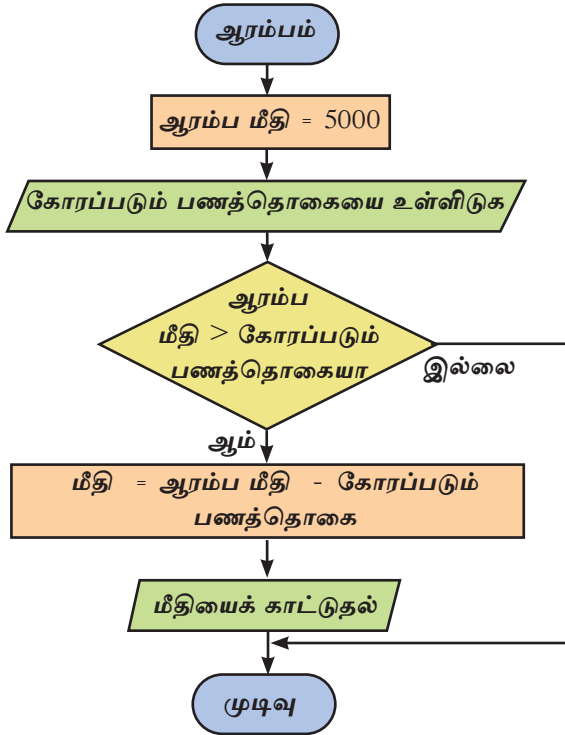 ஆரம்பம்
ஆரம்ப மீதி = 5000
கோரப்படும் பணத்தொகையை உள்ளிடுக
ஆரம்ப
மீதி > கோரப்படும்
பணத்தொகையா
இல்லை
ஆம்
மீதி = ஆரம்ப மீதி - கோரப்படும்
பணத்தொகை
மீதியைக் காட்டுதல்
முடிவு